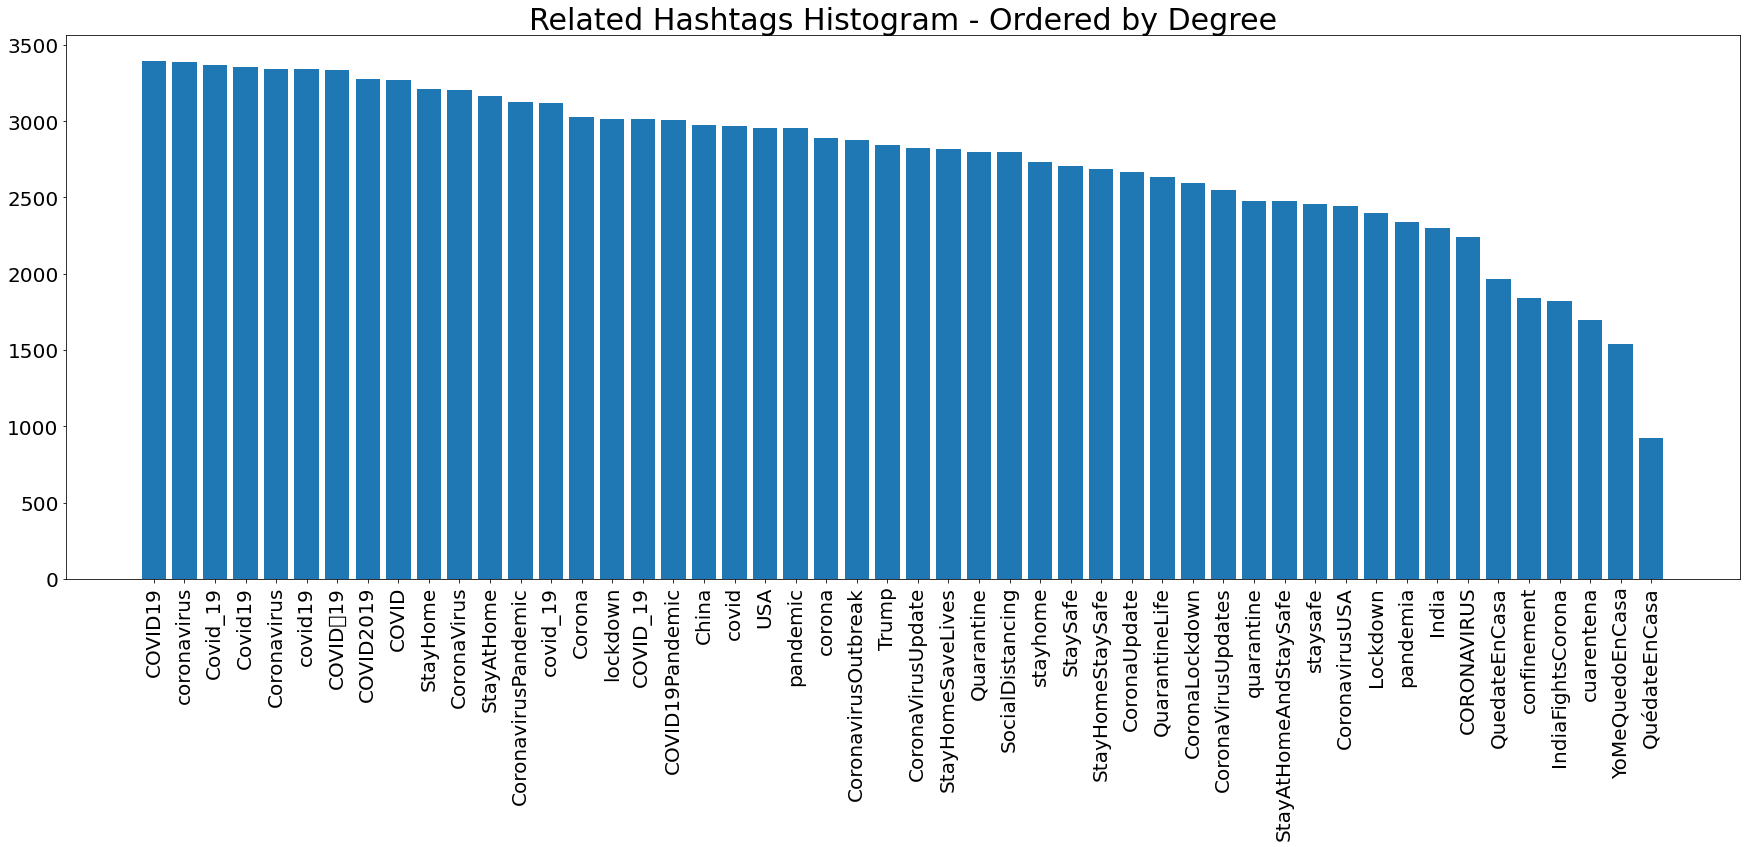 Related Hashtags Histogram - Ordered by Degree
3500
3000
2500
2000
1500
1000
500
0
COVID19
coronavirus
Covid_19
Covid19
Coronavirus
covid19
COVID▯19
COVID2019
COVID
StayHome
CoronaVirus
StayAtHome
CoronavirusPandemic
covid_19
Corona
lockdown
COVID_19
COVID19Pandemic
China
covid
USA
pandemic
corona
CoronavirusOutbreak
Trump
CoronaVirusUpdate
StayHomeSaveLives
Quarantine
SocialDistancing
stayhome
StaySafe
StayHomeStaySafe
CoronaUpdate
QuarantineLife
CoronaLockdown
CoronaVirusUpdates
quarantine
StayAtHomeAndStaySafe
staysafe
CoronavirusUSA
Lockdown
pandemia
India
CORONAVIRUS
QuedateEnCasa
confinement
IndiaFightsCorona
cuarentena
YoMeQuedoEnCasa
QuédateEnCasa